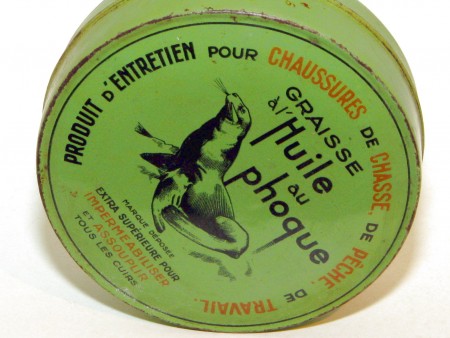 PRODUIT D'ENTRETIEN POUR CHAUSSURES DE CHASSE, DE PÊCHE, DE TRAVAIL.
GRAISSE
à l'Huile
au
phoque
MARQUE DÉPOSÉE
EXTRA SUPÉRIEURE POUR
IMPERMÉABILISER
ET ASSOUPLIR
TOUS LES CUIRS